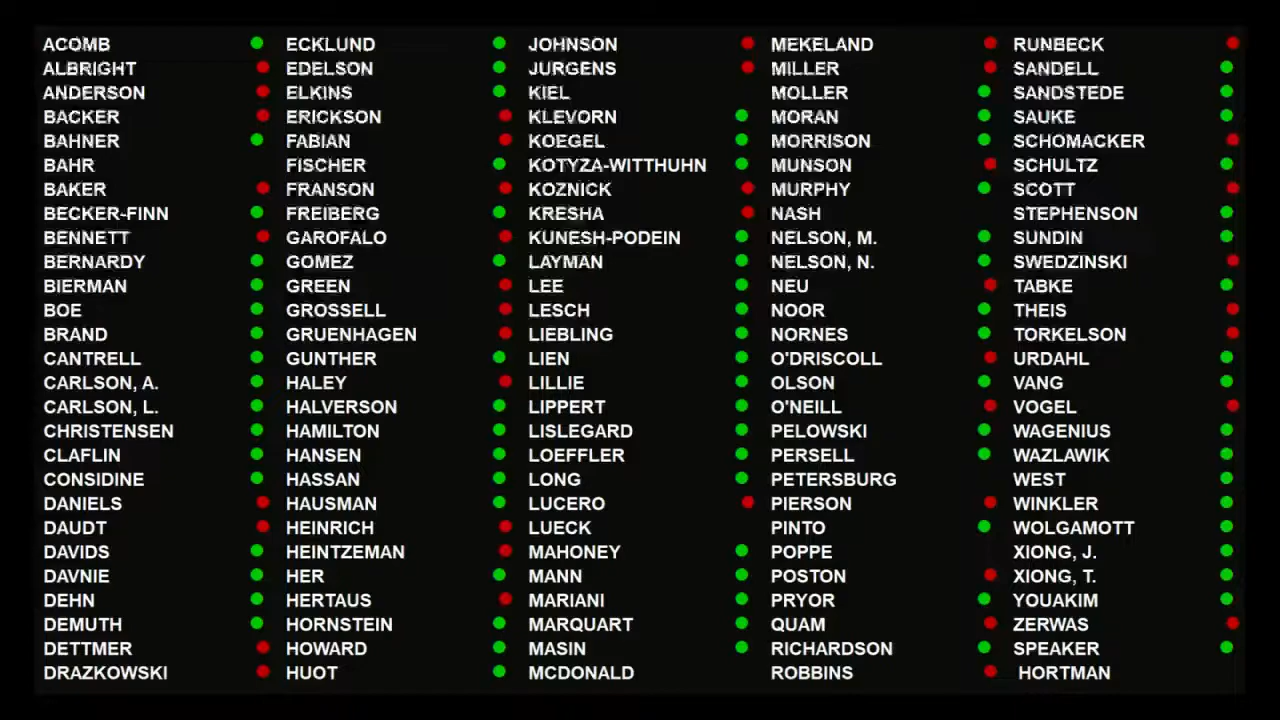 ACOMB
ALBRIGHT
ANDERSON
BACKER
BAHNER
BAHR
BAKER
BECKER-FINN
BENNETT
BERNARDY
BIERMAN
BOE
BRAND
CANTRELL
CARLSON, A.
CARLSON, L.
CHRISTENSEN
CLAFLIN
CONSIDINE
DANIELS
DAUDT
DAVIDS
DAVNIE
DEHN
DEMUTH
DETTMER
DRAZKOWSKI
ECKLUND
EDELSON
ELKINS
ERICKSON
FABIAN
FISCHER
FRANSON
FREIBERG
GAROFALO
GOMEZ
GREEN
GROSSELL
GRUENHAGEN
GUNTHER
HALEY
HALVERSON
HAMILTON
HANSEN
HASSAN
HAUSMAN
HEINRICH
HEINTZEMAN
HER
HERTAUS
HORNSTEIN
HOWARD
HUOT
JOHNSON
JURGENS
KIEL
KLEVORN
KOEGEL
KOTYZA-WITTHUHN
KOZNICK
KRESHA
KUNESH-PODEIN
LAYMAN
LEE
LESCH
LIEBLING
LIEN
LILLIE
LIPPERT
LISLEGARD
LOEFFLER
LONG
LUCERO
LUECK
MAHONEY
MANN
MARIANI
MARQUART
MASIN
MCDONALD
MEKELAND
MILLER
MOLLER
MORAN
MORRISON
MUNSON
MURPHY
NASH
NELSON, M.
NELSON, N.
NEU
NOOR
NORNES
O'DRISCOLL
OLSON
O'NEILL
PELOWSKI
PERSELL
PETERSBURG
PIERSON
PINTO
POPPE
POSTON
PRYOR
QUAM
RICHARDSON
ROBBINS
RUNBECK
SANDELL
SANDSTEDE
SAUKE
SCHOMACKER
SCHULTZ
SCOTT
STEPHENSON
SUNDIN
SWEDZINSKI
TABKE
THEIS
TORKELSON
URDAHL
VANG
VOGEL
WAGENIUS
WAZLAWIK
WEST
WINKLER
WOLGAMOTT
XIONG, J.
XIONG, T.
YOUAKIM
ZERWAS
SPEAKER
HORTMAN